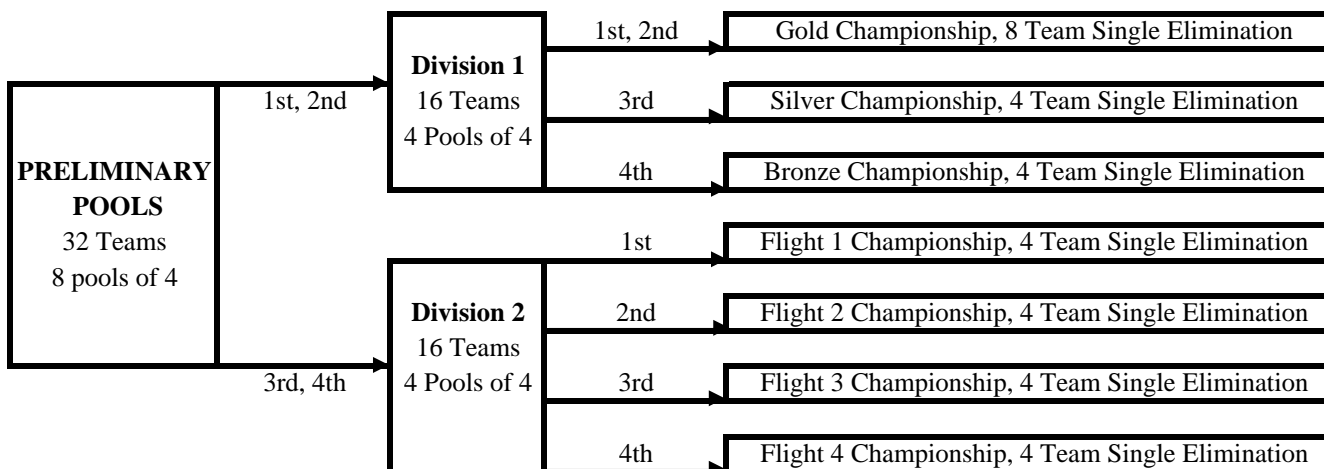 PRELIMINARY
POOLS
32 Teams
8 pools of 4
1st, 2nd
3rd, 4th
Division 1
16 Teams
4 Pools of 4
1st, 2nd
Gold Championship, 8 Team Single Elimination
3rd
Silver Championship, 4 Team Single Elimination
4th
Bronze Championship, 4 Team Single Elimination
Division 2
16 Teams
4 Pools of 4
1st
Flight 1 Championship, 4 Team Single Elimination
2nd
Flight 2 Championship, 4 Team Single Elimination
3rd
Flight 3 Championship, 4 Team Single Elimination
4th
Flight 4 Championship, 4 Team Single Elimination